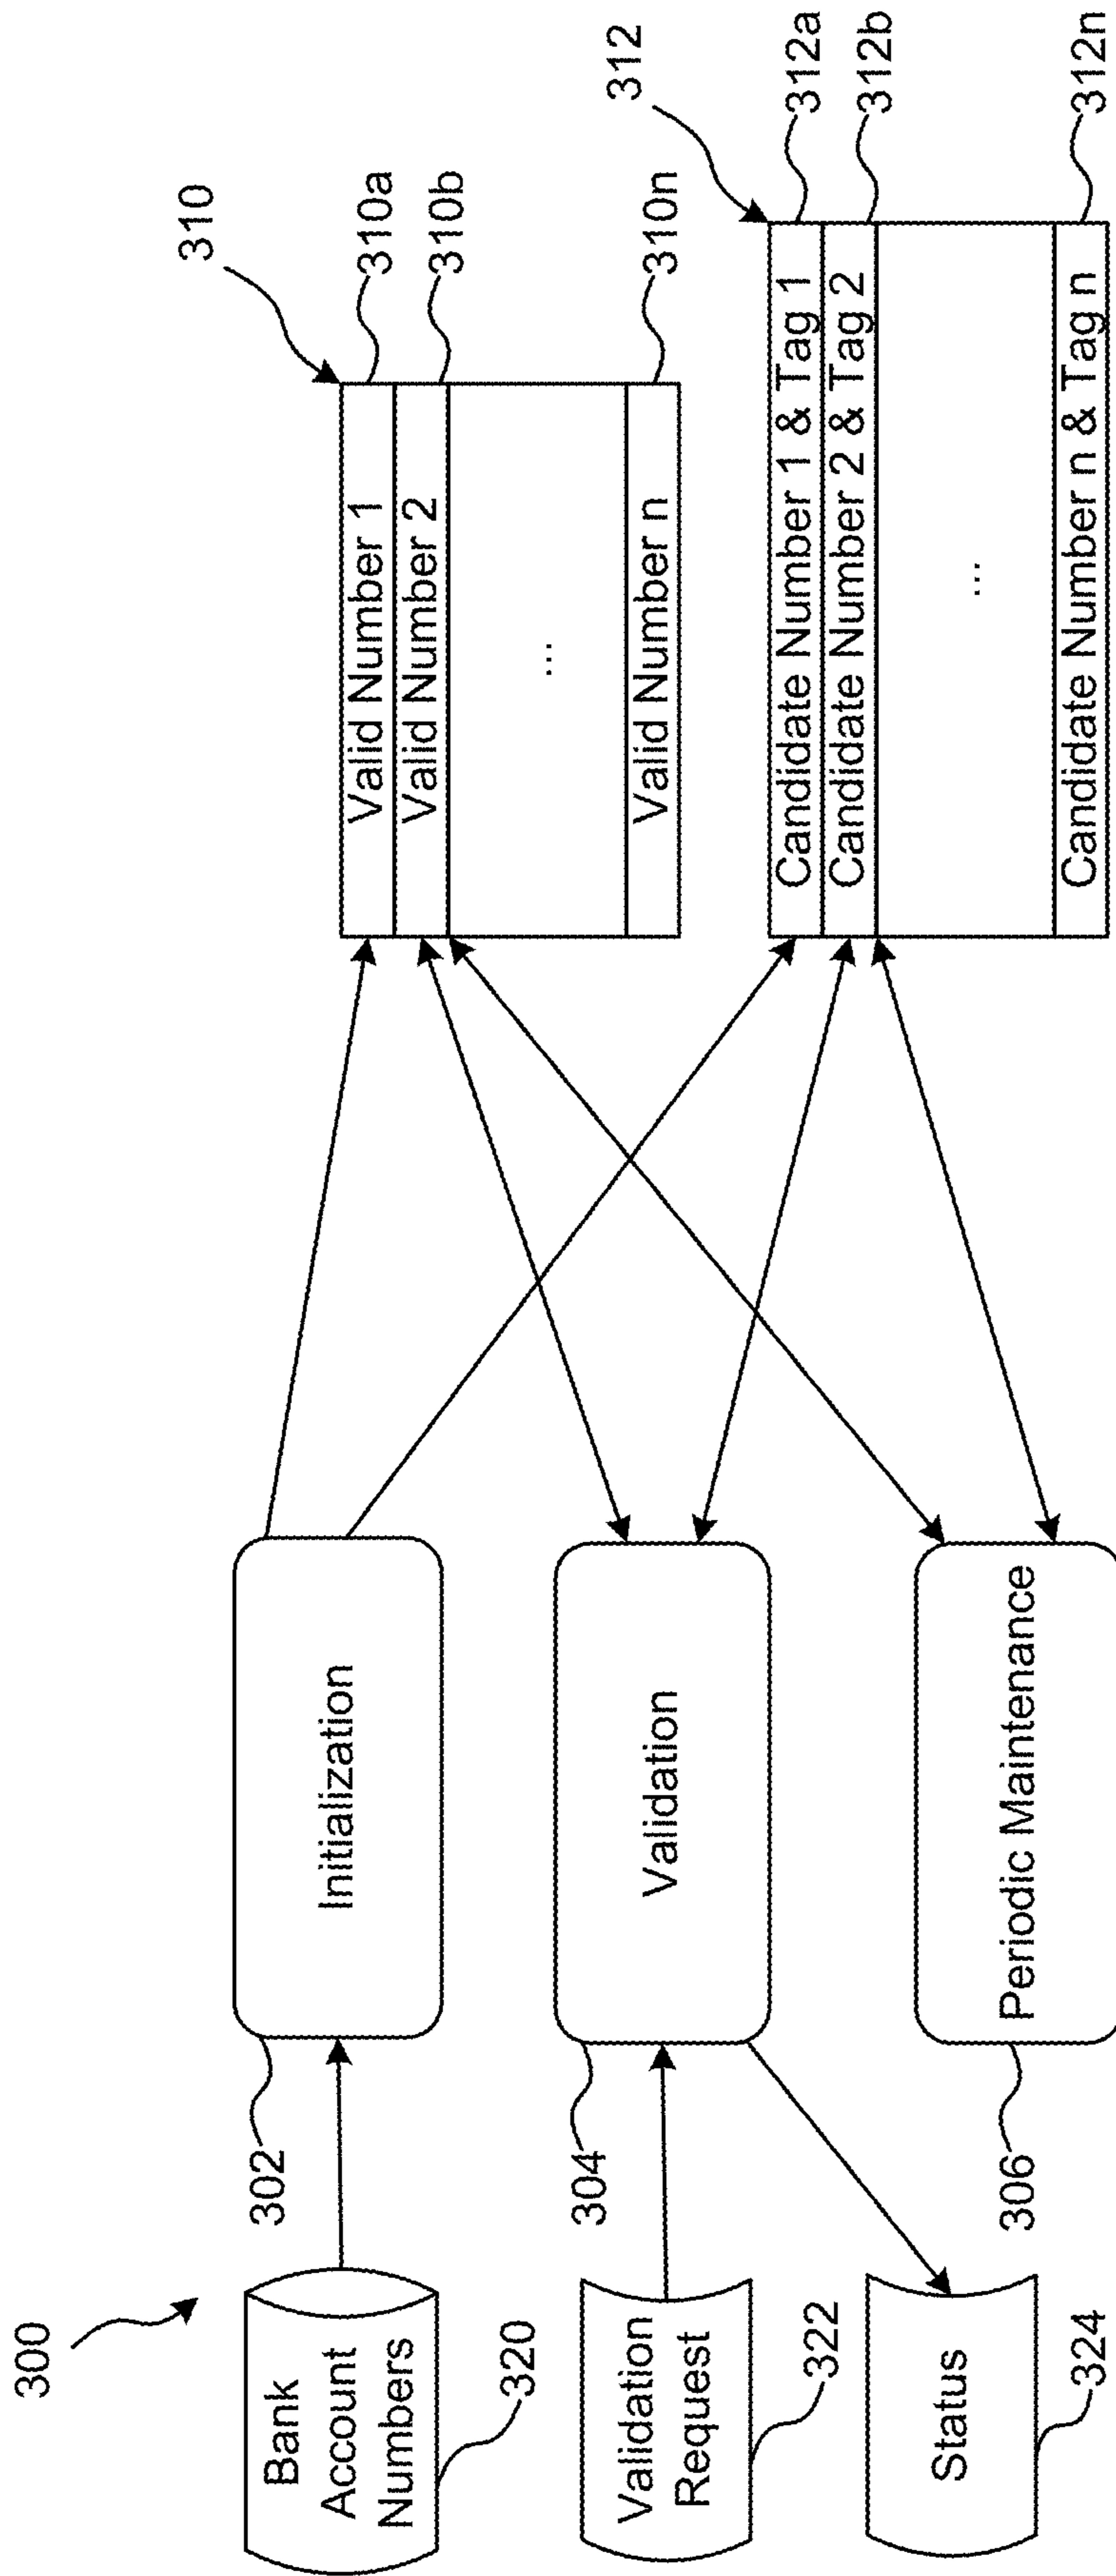 300
Bank
Account
Numbers
320
302
Initialization
Validation
Request
322
304
Validation
Status
324
306
Periodic Maintenance
310
Valid Number 1
310a
Valid Number 2
310b
...
Valid Number n
310n
312
Candidate Number 1 & Tag 1
312a
Candidate Number 2 & Tag 2
312b
...
Candidate Number n & Tag n
312n